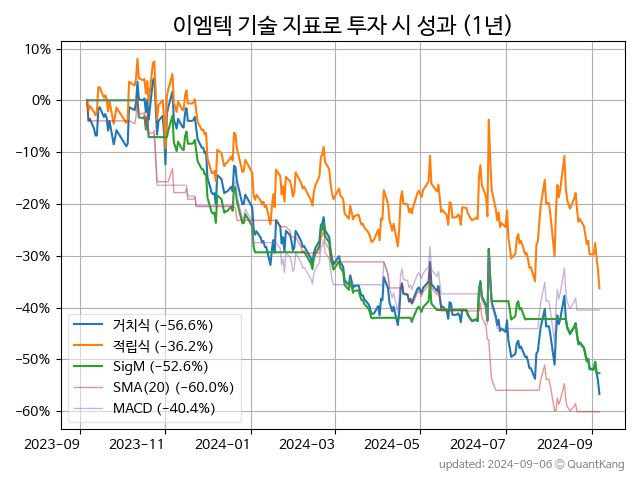 이엠텍 기술 지표로 투자 시 성과 (1년)
10%
0%
−10%
−20%
−30%
−40%
−50%
−60%
거치식 (−56.6%)
적립식 (−36.2%)
SigM (−52.6%)
SMA(20) (−60.0%)
MACD (−40.4%)
2023-09 2023-11 2024-01 2024-03 2024-05 2024-07 2024-09
updated: 2024-09-06 © QuantKang